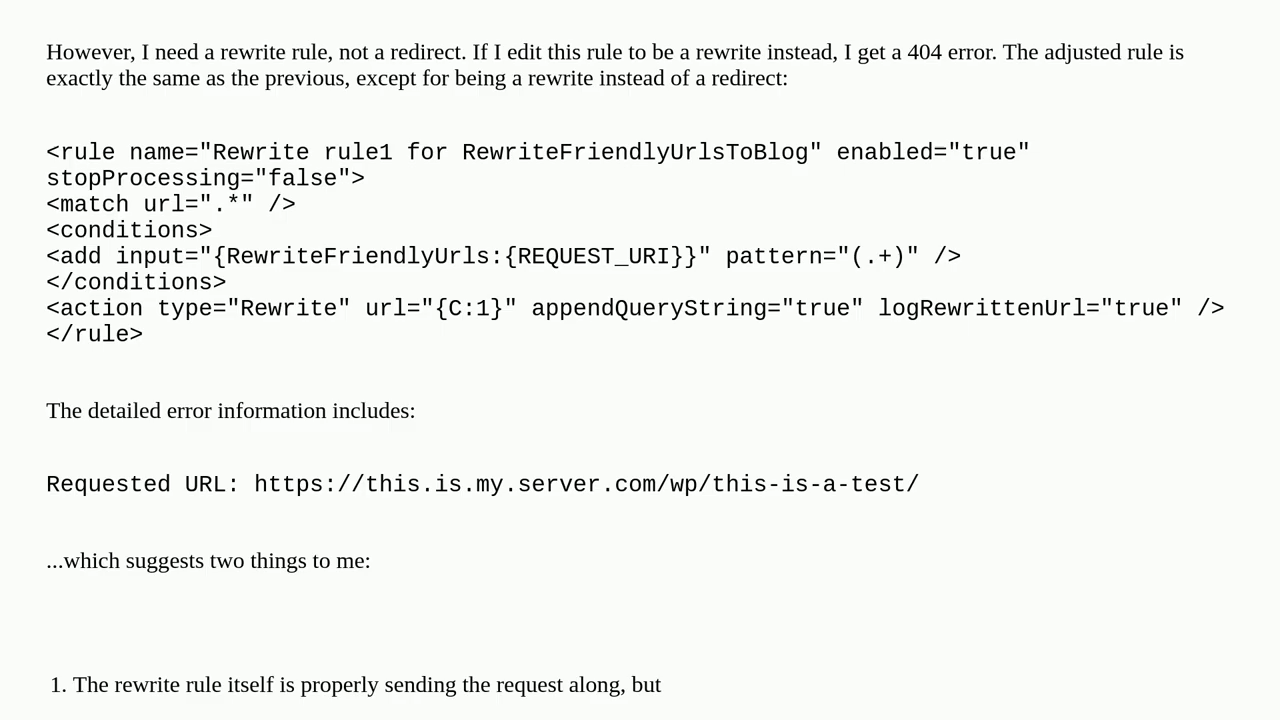 However, I need a rewrite rule, not a redirect. If I edit this rule to be a rewrite instead, I get a 404 error. The adjusted rule is
exactly the same as the previous, except for being a rewrite instead of a redirect:
<rule name="Rewrite rule1 for RewriteFriendlyUrlsToBlog" enabled="true"
stopProcessing="false">
<match url=".*" />
<conditions>
<add input="{RewriteFriendlyUrls:{REQUEST_URI}}" pattern="(.+)" />
</conditions>
<action type="Rewrite" url="{C:1}" appendQueryString="true" logRewrittenUrl="true" />
</rule>
The detailed error information includes:
Requested URL: https://this.is.my.server.com/wp/this-is-a-test/
...which suggests two things to me:
1. The rewrite rule itself is properly sending the request along, but